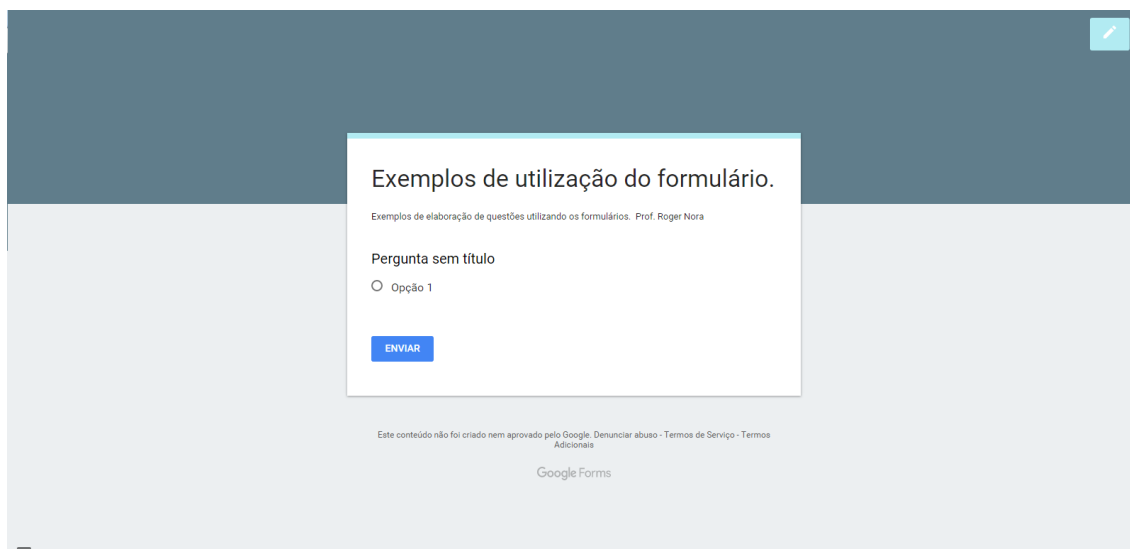 Exemplos de utilização do formulário.
Exemplos de elaboração de questões utilizando os formulários. Prof. Roger Nora
Pergunta sem título
Opção 1
ENVIAR
Este conteúdo não foi criado nem aprovado pelo Google. Denunciar abuso - Termos de Serviço - Termos
Adicionais
Google Forms